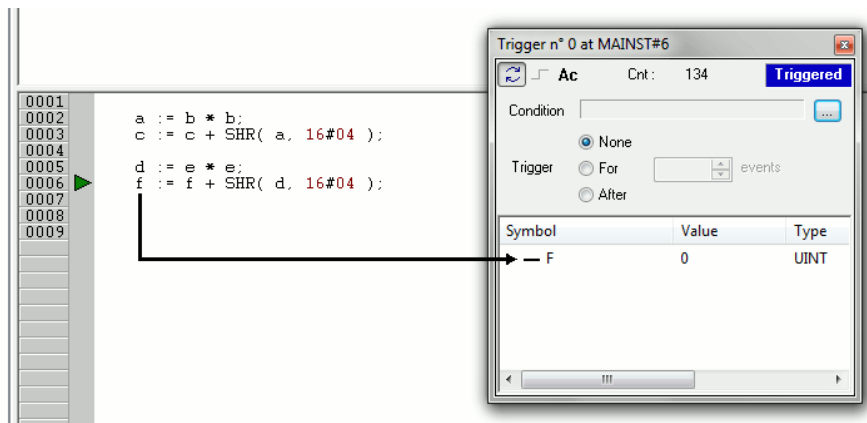 Trigger n° 0 at MAINST#6
Ac Cnt: 134 Triggered
Condition ...
None
Trigger For events
After
Symbol Value Type
F 0 UINT
0001
0002 a := b * b;
0003 c := c + SHR( a, 16#04 );
0004
0005 d := e * e;
0006 f := f + SHR( d, 16#04 );
0007
0008
0009